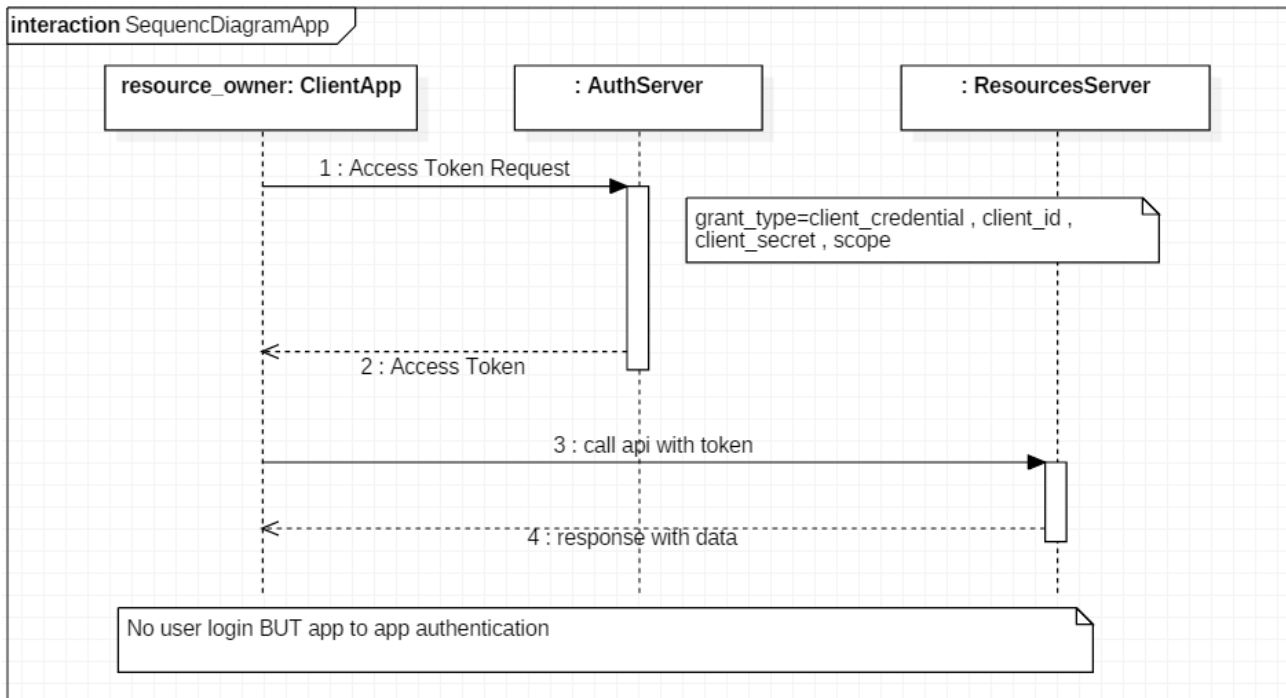 interaction SequencDiagramApp
resource_owner: ClientApp
: AuthServer
: ResourcesServer
1 : Access Token Request
grant_type=client_credential , client_id ,
client_secret , scope
2 : Access Token
3 : call api with token
4 : response with data
No user login BUT app to app authentication